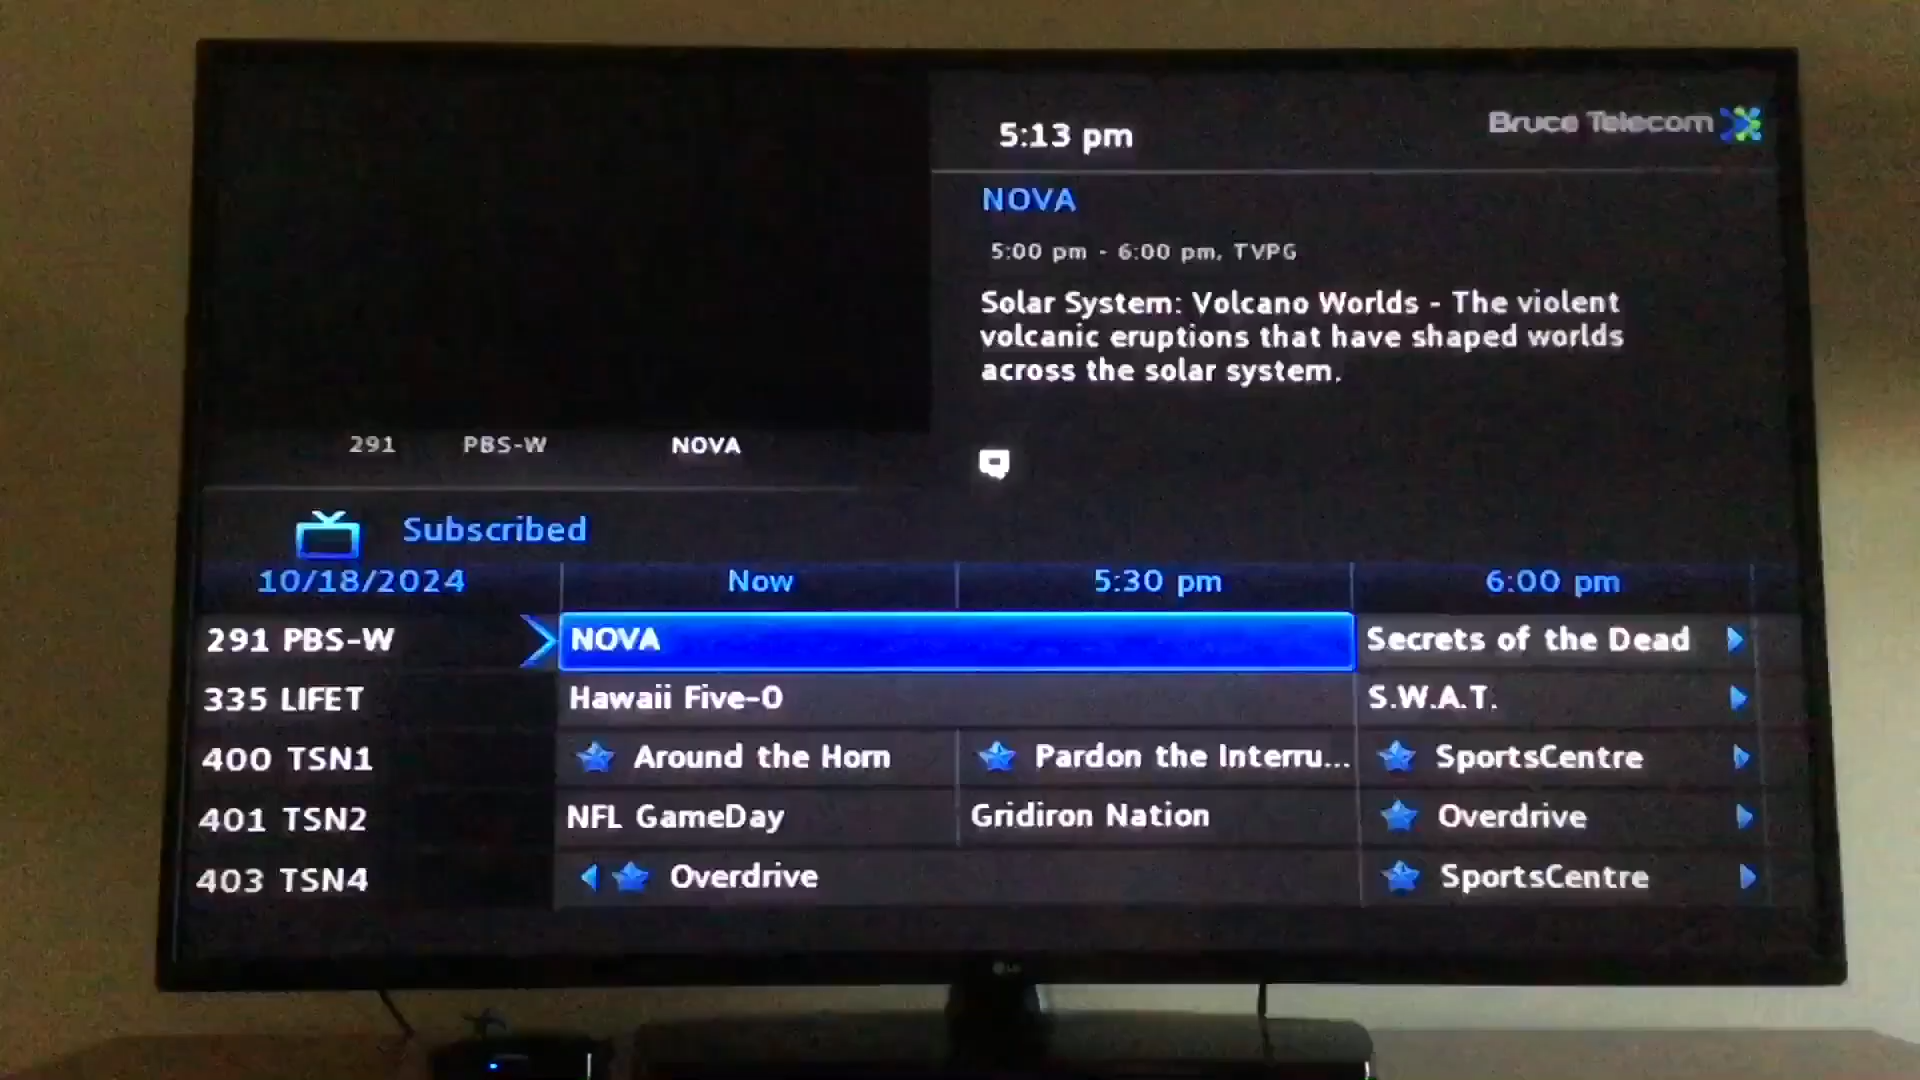 5:13 pm
Bruce Telecom
NOVA
5:00 pm - 6:00 pm, TVPG
Solar System: Volcano Worlds - The violent
volcanic eruptions that have shaped worlds
across the solar system.
291 PBS-W NOVA
Subscribed
10/18/2024 Now 5:30 pm 6:00 pm
291 PBS-W NOVA Secrets of the Dead
335 LIFET Hawaii Five-0 S.W.A.T.
400 TSN1 Around the Horn Pardon the Interru... SportsCentre
401 TSN2 NFL GameDay Gridiron Nation Overdrive
403 TSN4 Overdrive SportsCentre
LG